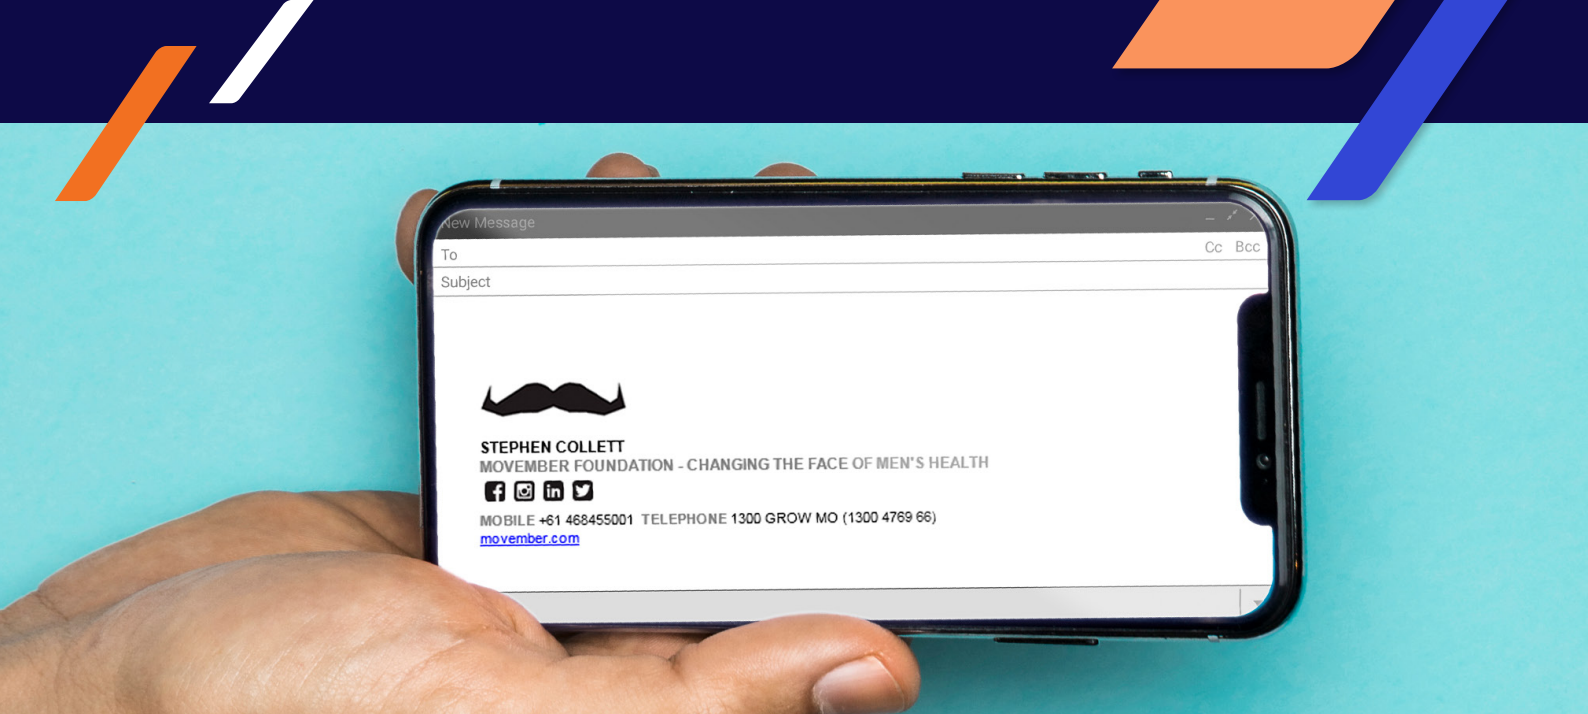 New Message
To Cc Bcc
Subject
STEPHEN COLLETT
MOVEMBER FOUNDATION - CHANGING THE FACE OF MEN'S HEALTH
MOBILE +61 468455001 TELEPHONE 1300 GROW MO (1300 4769 66)
movember.com